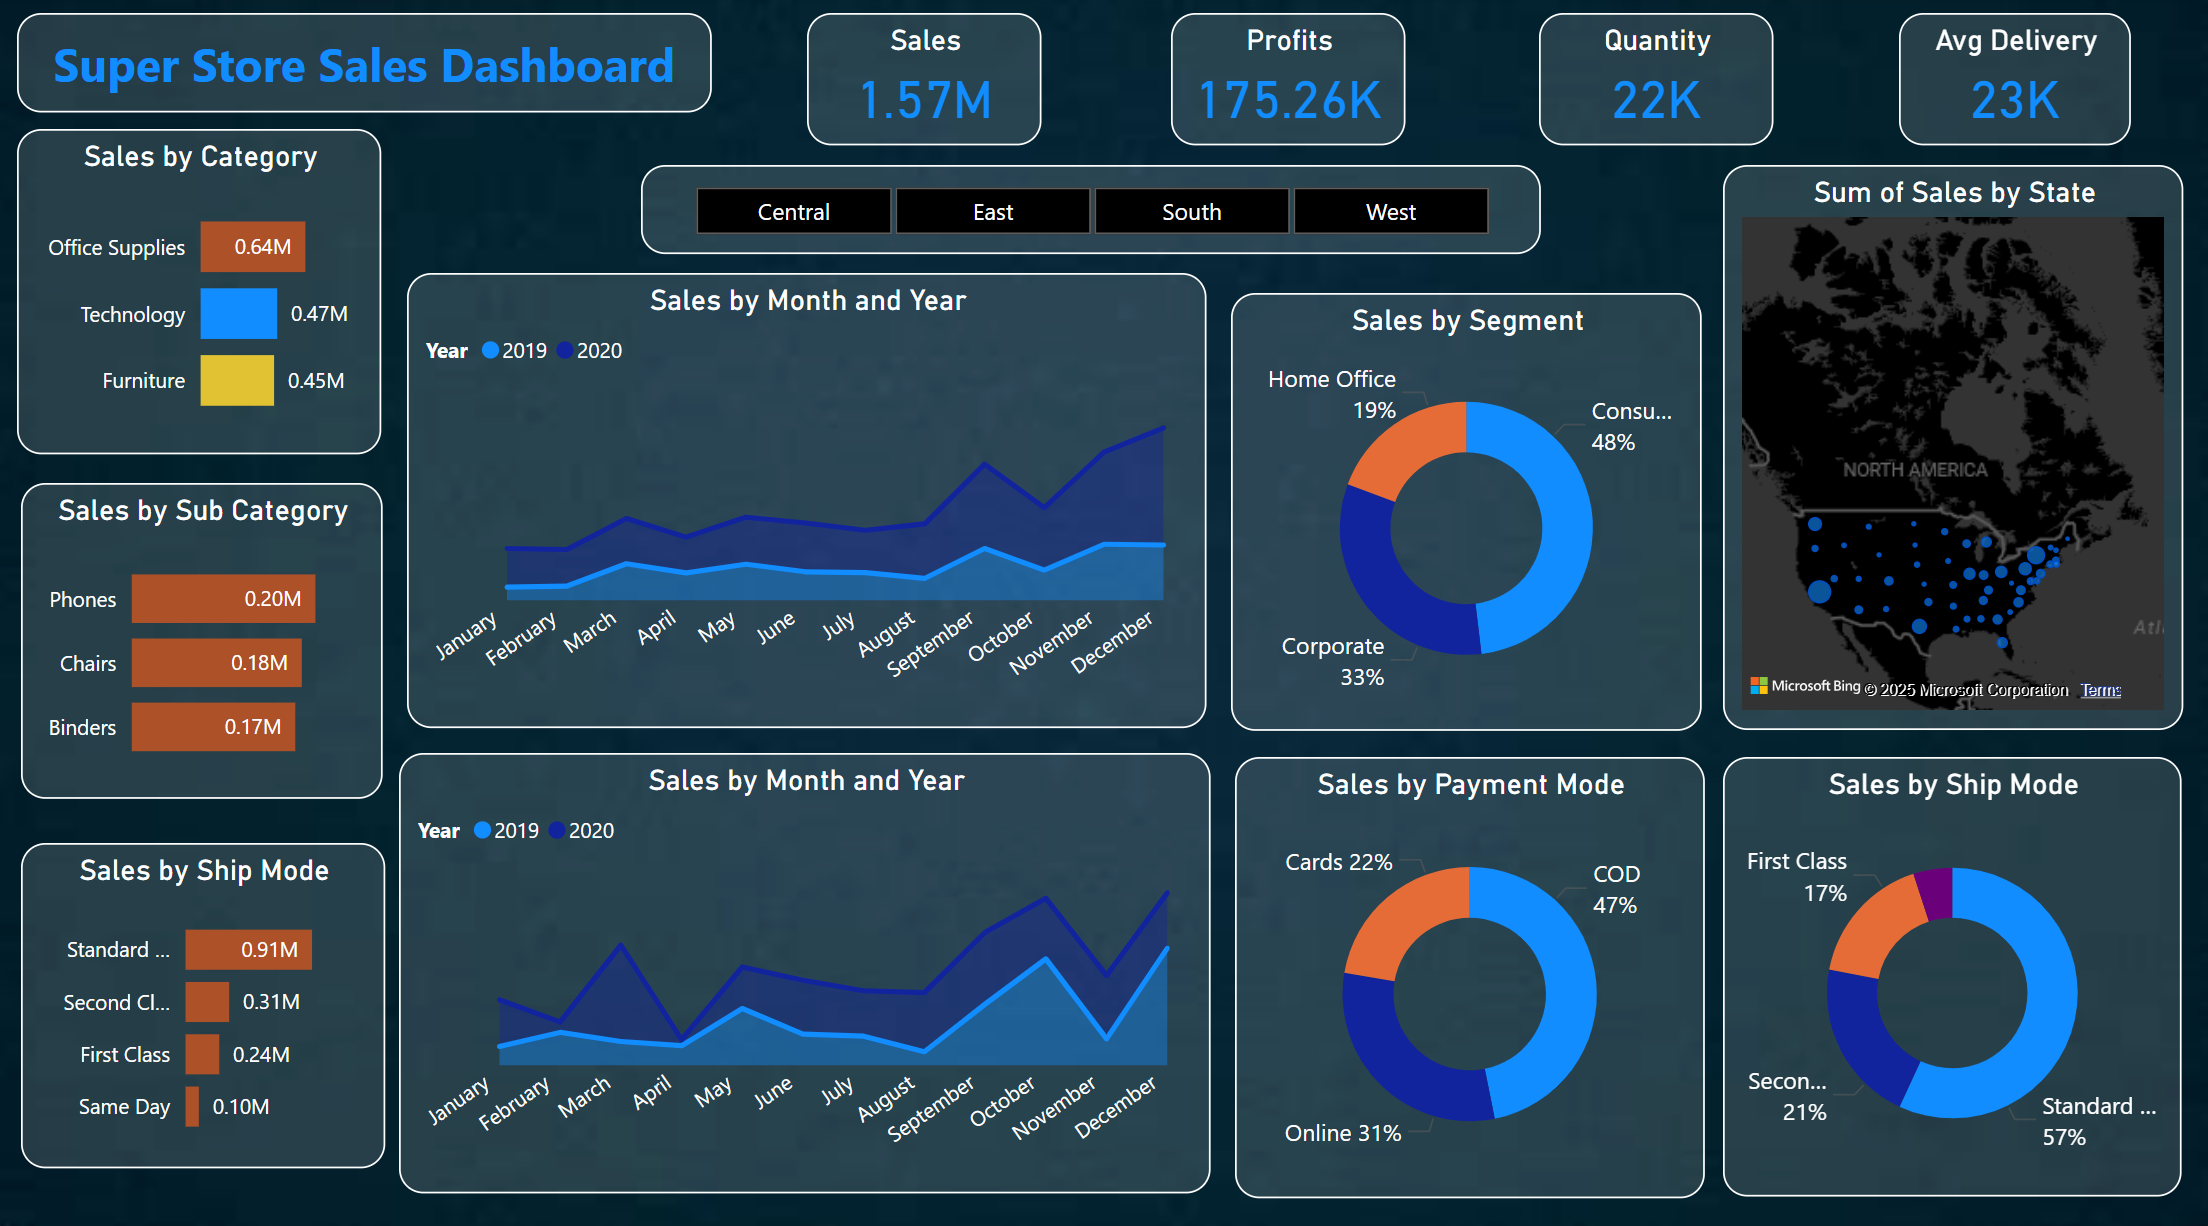 Super Store Sales Dashboard
Sales
1.57M
Profits
175.26K
Quantity
22K
Avg Delivery
23K
Central
East
South
West
Sales by Category
Office Supplies
0.64M
Technology
0.47M
Furniture
0.45M
Sales by Sub Category
Phones
0.20M
Chairs
0.18M
Binders
0.17M
Sales by Ship Mode
Standard ...
0.91M
Second Cl...
0.31M
First Class
0.24M
Same Day
0.10M
Sales by Month and Year
Year
2019
2020
January
February
March
April
May
June
July
August
September
October
November
December
Sales by Month and Year
Year
2019
2020
January
February
March
April
May
June
July
August
September
October
November
December
Sales by Segment
Home Office
19%
Consu...
48%
Corporate
33%
Sales by Payment Mode
Cards 22%
COD
47%
Online 31%
Sum of Sales by State
NORTH AMERICA
Atl
Microsoft Bing
© 2025 Microsoft Corporation
Terms
Sales by Ship Mode
First Class
17%
Secon...
21%
Standard ...
57%